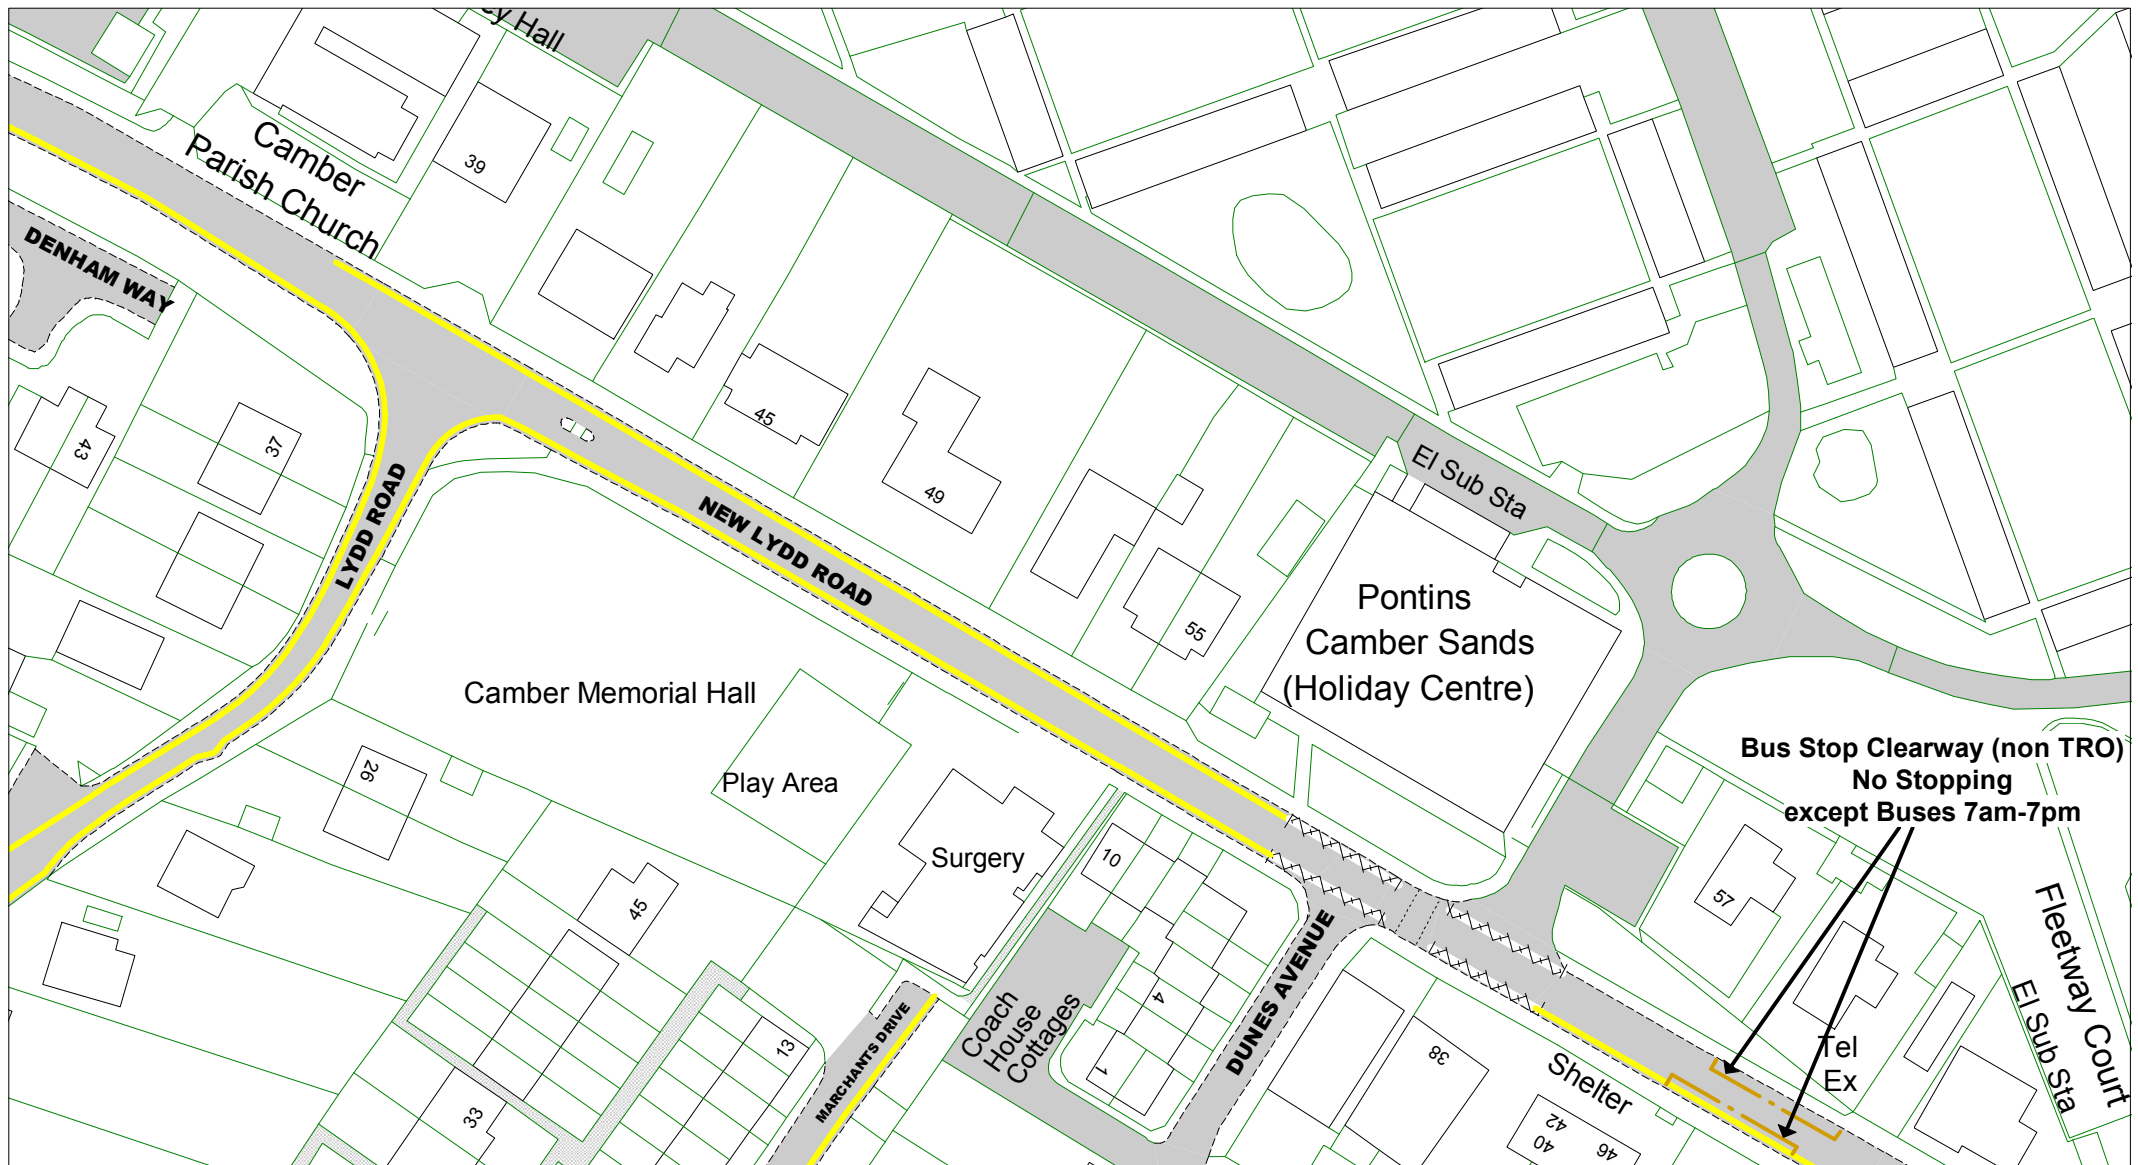 ey Hall
Camber
Parish Church
39
DENHAM WAY
43
37
LYDD ROAD
45
49
NEW LYDD ROAD
55
El Sub Sta
Pontins
Camber Sands
(Holiday Centre)
Camber Memorial Hall
Play Area
Surgery
26
45
10
4
1
Coach
House
Cottages
MARCHANTS DRIVE
13
33
DUNES AVENUE
38
Shelter
42
40
46
57
Bus Stop Clearway (non TRO)
No Stopping
except Buses 7am-7pm
Tel
Ex
Fleetway Court
El Sub Sta